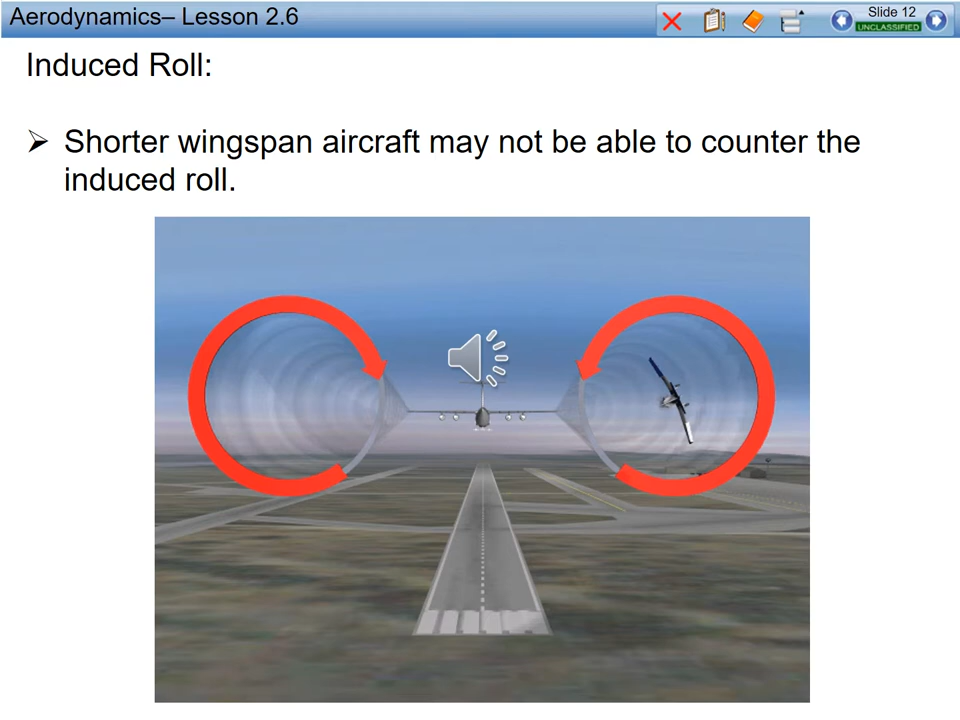 Aerodynamics– Lesson 2.6
Slide 12
UNCLASSIFIED
Induced Roll:
Shorter wingspan aircraft may not be able to counter the
induced roll.